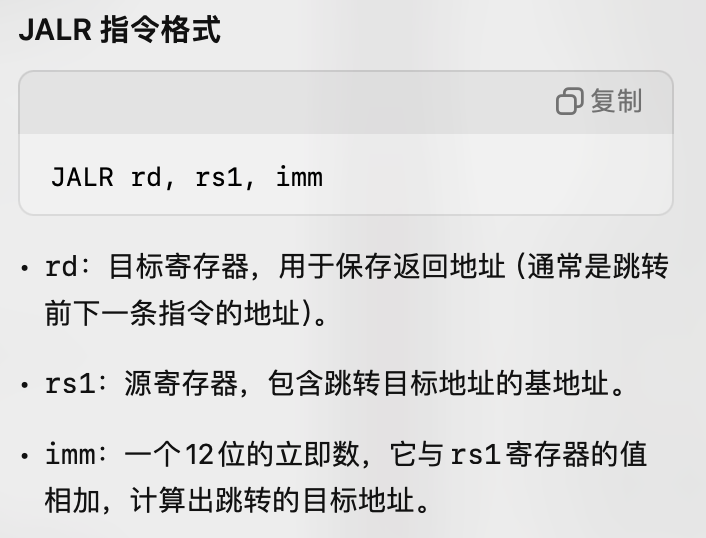 JALR 指令格式
复制
JALR rd, rs1, imm
• rd：目标寄存器，用于保存返回地址（通常是跳转
前下一条指令的地址）。
• rs1：源寄存器，包含跳转目标地址的基地址。
• imm：一个12位的立即数，它与 rs1 寄存器的值
相加，计算出跳转的目标地址。